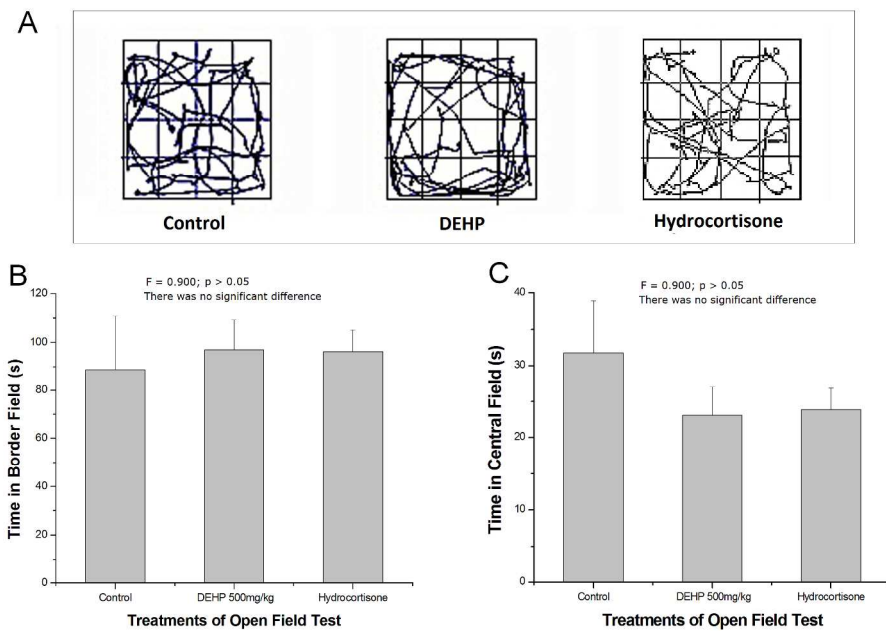 A
Control
DEHP
Hydrocortisone
B
F = 0.900; p > 0.05
There was no significant difference
120
100
80
60
40
20
0
Time in Border Field (s)
Control
DEHP 500mg/kg
Hydrocortisone
Treatments of Open Field Test
C
F = 0.900; p > 0.05
There was no significant difference
40
30
20
10
0
Time in Central Field (s)
Control
DEHP 500mg/kg
Hydrocortisone
Treatments of Open Field Test